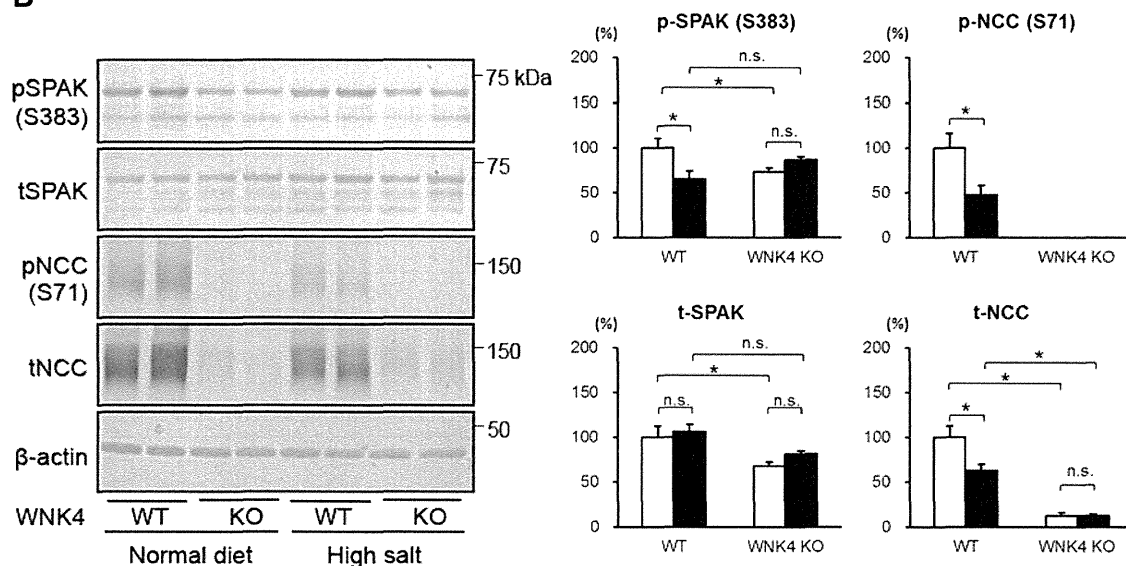 B
pSPAK
(S383)
75 kDa
tSPAK
75
pNCC
(S71)
150
tNCC
150
β-actin
50
WNK4
WT
KO
WT
KO
Normal diet
High salt
p-SPAK (S383)
(%)
200
150
100
50
0
n.s.
*
*
n.s.
WT
WNK4 KO
p-NCC (S71)
(%)
200
150
100
50
0
*
WT
WNK4 KO
t-SPAK
(%)
200
150
100
50
0
n.s.
*
n.s.
n.s.
WT
WNK4 KO
t-NCC
(%)
200
150
100
50
0
*
*
*
n.s.
WT
WNK4 KO